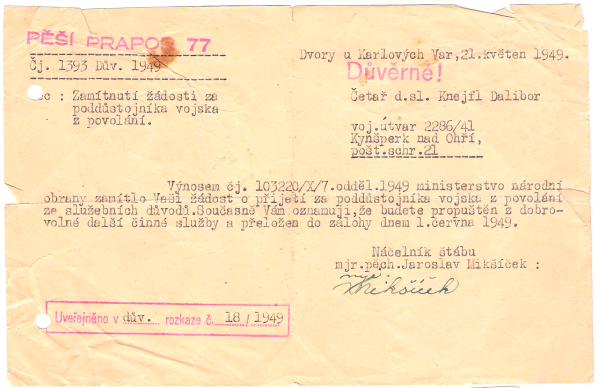 PĚŠÍ PRAPOR 77
Čj. 1393 Dův. 1949
Dvory u Karlových Var, 21. květen 1949.
Důvěrné!
Věc : Zamítnutí žádosti za
poddůstojníka vojska
z povolání.
Četař d.sl. Knejfl Dalibor
voj.útvar 2286/41
Kynšperk nad Ohří,
pošt.schr.21
Výnosem čj. 103220/X/7.odděl.1949 ministerstvo národní
obrany zamítlo Vaši žádost o přijetí za poddůstojníka vojska z povolání
ze služebních důvodů.Současně Vám oznamuji,že budete propuštěn z dobro-
volné další činné služby a přeložen do zálohy dnem 1.června 1949.
Náčelník štábu
mjr.pěch.Jaroslav Mikšíček :
mjr. Mikšíček
Uveřejněno v dův. rozkaze č. 18 / 1949